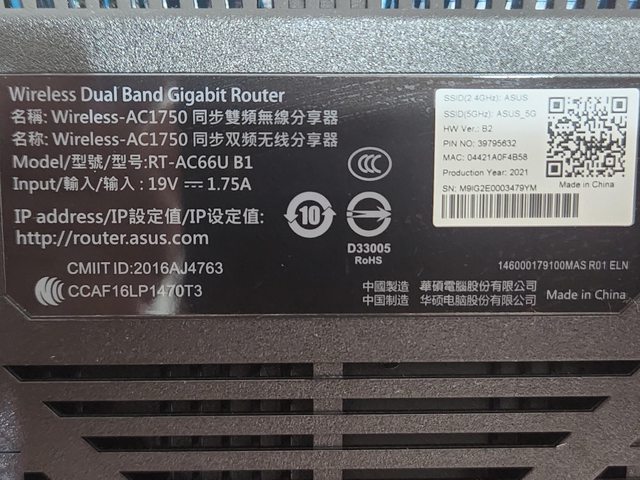 Wireless Dual Band Gigabit Router
名稱: Wireless-AC1750 同步雙頻無線分享器
名称: Wireless-AC1750 同步双频无线分享器
Model/型號/型号:RT-AC66U B1
Input/輸入/输入 : 19V ⎓ 1.75A
IP address/IP設定值/IP设定值:
http://router.asus.com
CMIIT ID:2016AJ4763
CCAF16LP1470T3
CCC
10
D33005
RoHS
SSID(2.4GHz): ASUS
SSID(5GHz): ASUS_5G
HW Ver.: B2
PIN NO: 39795632
MAC: 04421A0F4B58
Production Year: 2021
Made in China
SN: M9IG2E0003479YM
146000179100MAS R01 ELN
中國製造 華碩電腦股份有限公司
中国制造 华硕电脑股份有限公司
Made in China